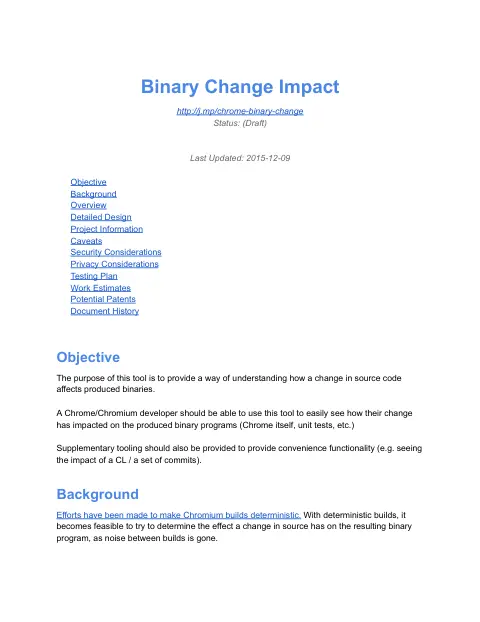 Binary Change Impact
http://j.mp/chrome-binary-change
Status: (Draft)
Last Updated: 2015-12-09
Objective
Background
Overview
Detailed Design
Project Information
Caveats
Security Considerations
Privacy Considerations
Testing Plan
Work Estimates
Potential Patents
Document History
Objective
The purpose of this tool is to provide a way of understanding how a change in source code
affects produced binaries.
A Chrome/Chromium developer should be able to use this tool to easily see how their change
has impacted on the produced binary programs (Chrome itself, unit tests, etc.)
Supplementary tooling should also be provided to provide convenience functionality (e.g. seeing
the impact of a CL / a set of commits).
Background
Efforts have been made to make Chromium builds deterministic. With deterministic builds, it
becomes feasible to try to determine the effect a change in source has on the resulting binary
program, as noise between builds is gone.